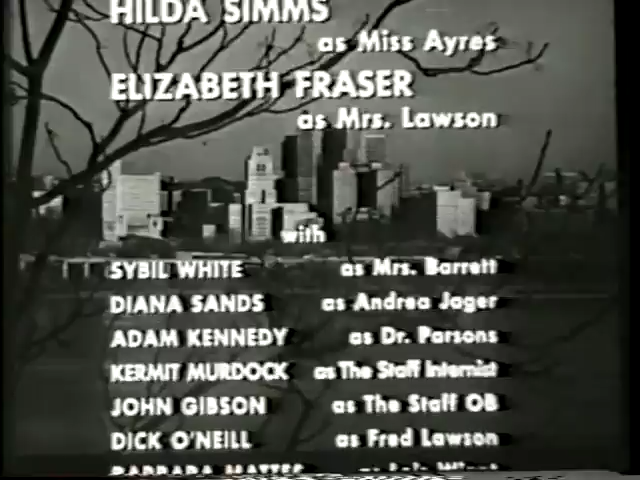 HILDA SIMMS
as Miss Ayres
ELIZABETH FRASER
as Mrs. Lawson
with
SYBIL WHITE as Mrs. Barrett
DIANA SANDS as Andrea Jager
ADAM KENNEDY as Dr. Parsons
KERMIT MURDOCK as The Staff Internist
JOHN GIBSON as The Staff OB
DICK O'NEILL as Fred Lawson
BARBARA